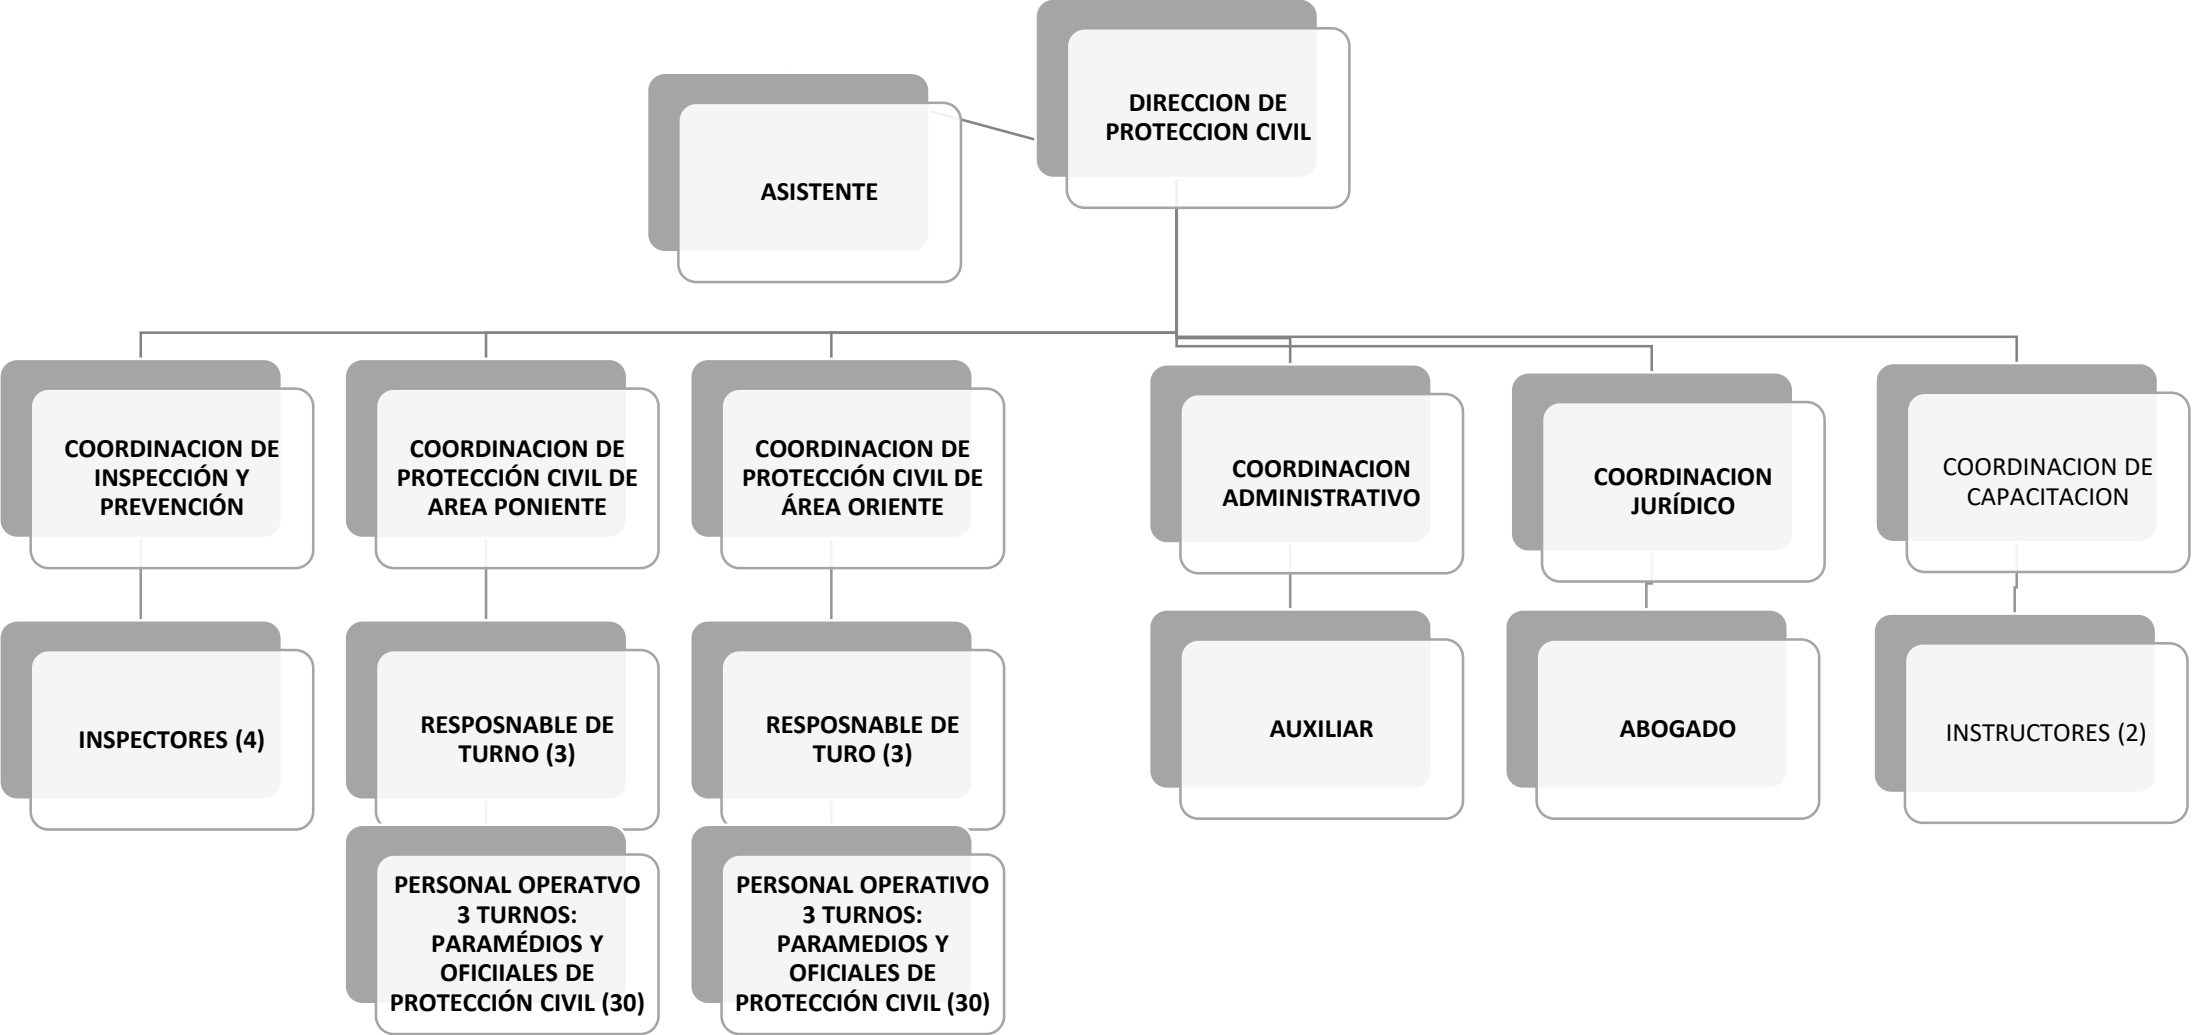 DIRECCION DE
PROTECCION CIVIL
ASISTENTE
COORDINACION DE
INSPECCIÓN Y
PREVENCIÓN
COORDINACION DE
PROTECCIÓN CIVIL DE
AREA PONIENTE
COORDINACION DE
PROTECCIÓN CIVIL DE
ÁREA ORIENTE
COORDINACION
ADMINISTRATIVO
COORDINACION
JURÍDICO
COORDINACION DE
CAPACITACION
INSPECTORES (4)
RESPOSNABLE DE
TURNO (3)
RESPOSNABLE DE
TURO (3)
AUXILIAR
ABOGADO
INSTRUCTORES (2)
PERSONAL OPERATVO
3 TURNOS:
PARAMÉDIOS Y
OFICIIALES DE
PROTECCIÓN CIVIL (30)
PERSONAL OPERATIVO
3 TURNOS:
PARAMEDIOS Y
OFICIALES DE
PROTECCIÓN CIVIL (30)